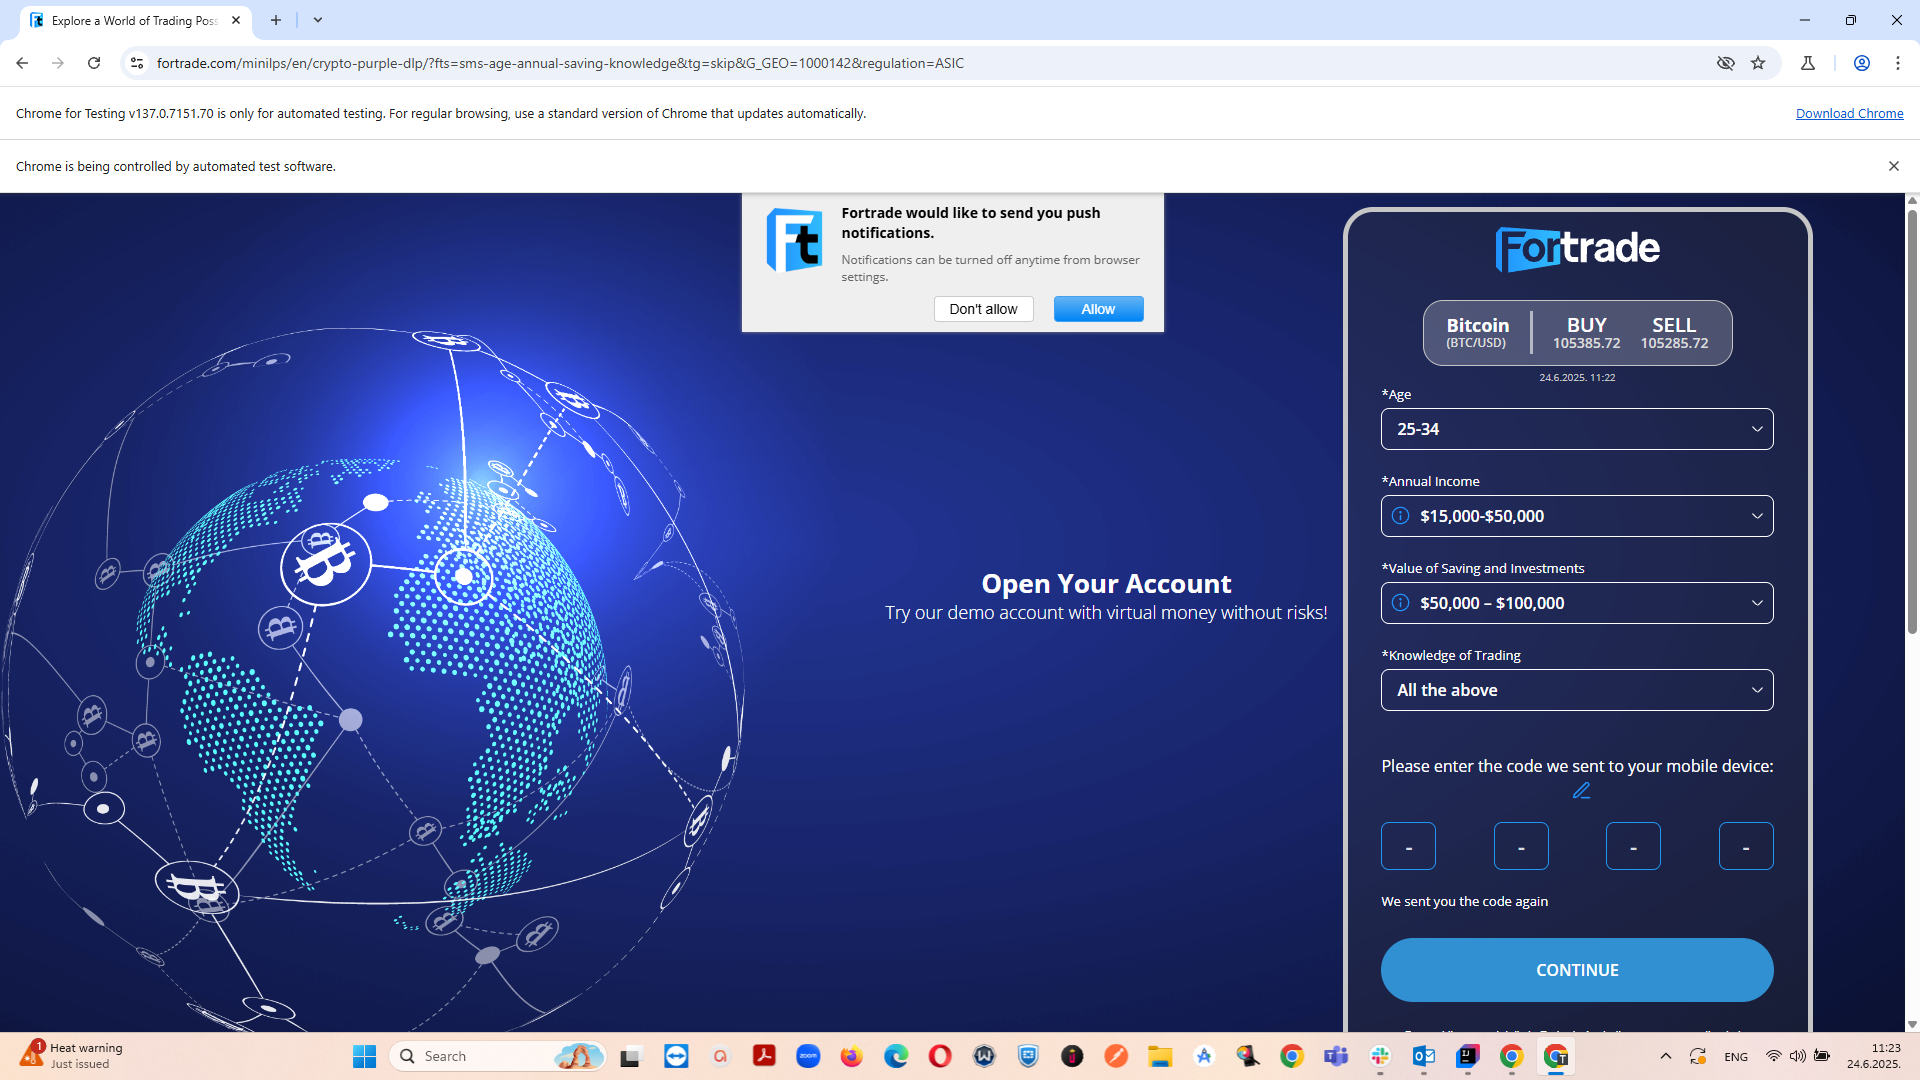 Explore a World of Trading Poss
fortrade.com/minilps/en/crypto-purple-dlp/?fts=sms-age-annual-saving-knowledge&tg=skip&G_GEO=1000142&regulation=ASIC
Chrome for Testing v137.0.7151.70 is only for automated testing. For regular browsing, use a standard version of Chrome that updates automatically.
Download Chrome
Chrome is being controlled by automated test software.
Ft
Fortrade would like to send you push
notifications.
Notifications can be turned off anytime from browser
settings.
Don't allow
Allow
Fortrade
Bitcoin
(BTC/USD)
BUY
105385.72
SELL
105285.72
24.6.2025. 11:22
*Age
25-34
*Annual Income
$15,000-$50,000
*Value of Saving and Investments
$50,000 – $100,000
*Knowledge of Trading
All the above
Open Your Account
Try our demo account with virtual money without risks!
Please enter the code we sent to your mobile device:
- - - -
We sent you the code again
CONTINUE
1
Heat warning
Just issued
Search
zoom
ENG
11:23
24.6.2025.